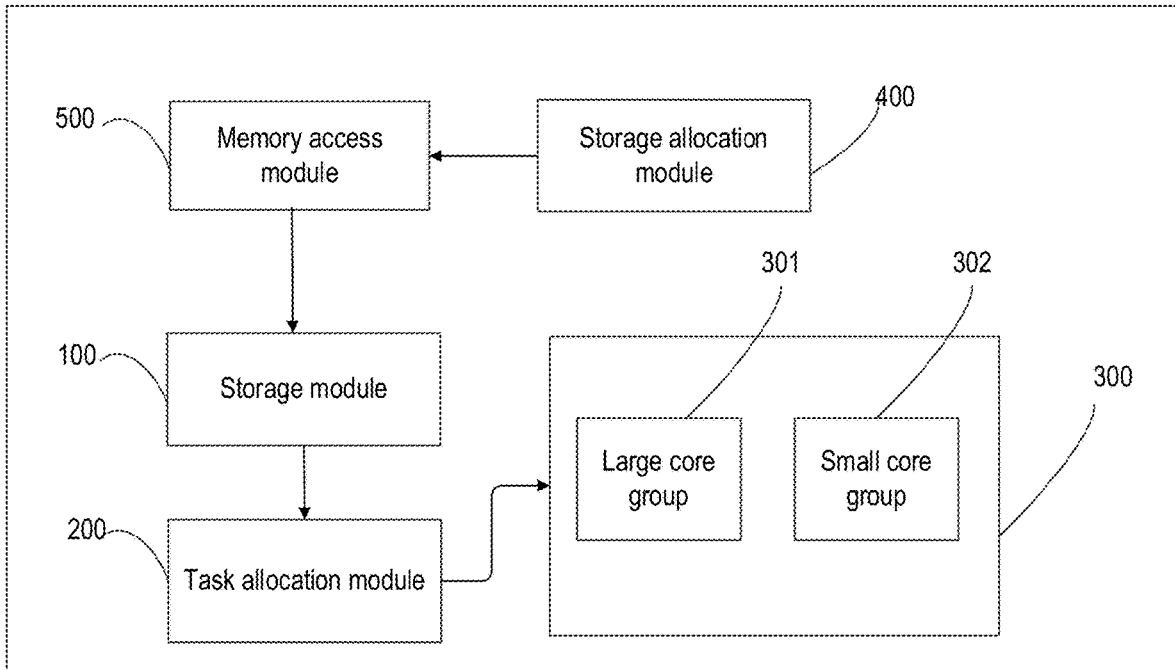 500
Memory access
module
Storage allocation
module
400
301
302
100
Storage module
300
Large core
group
Small core
group
200
Task allocation module